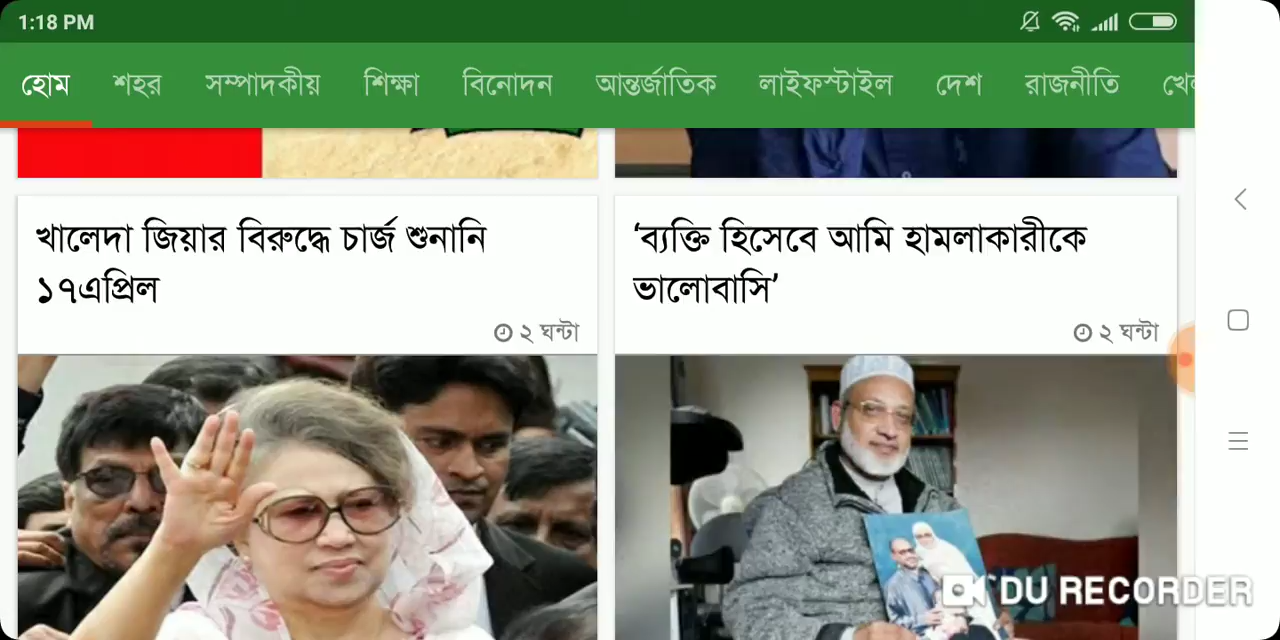 1:18 PM
হোম শহর সম্পাদকীয় শিক্ষা বিনোদন আন্তর্জাতিক লাইফস্টাইল দেশ রাজনীতি খেল
খালেদা জিয়ার বিরুদ্ধে চার্জ শুনানি
১৭এপ্রিল
২ ঘন্টা
‘ব্যক্তি হিসেবে আমি হামলাকারীকে
ভালোবাসি’
২ ঘন্টা
DU RECORDER